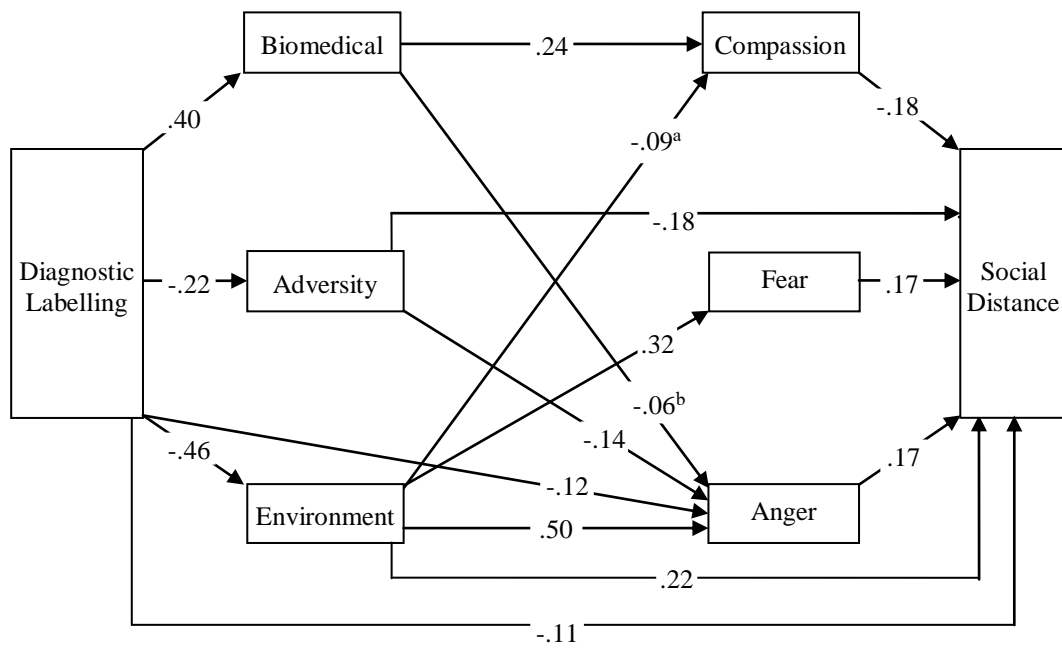 Biomedical
.24
Compassion
.40
-.09ᵃ
-.18
Diagnostic
Labelling
-.22
Adversity
-.18
Fear
.17
Social
Distance
.32
-.06ᵇ
-.14
-.46
-.12
.17
Environment
.50
Anger
.22
-.11